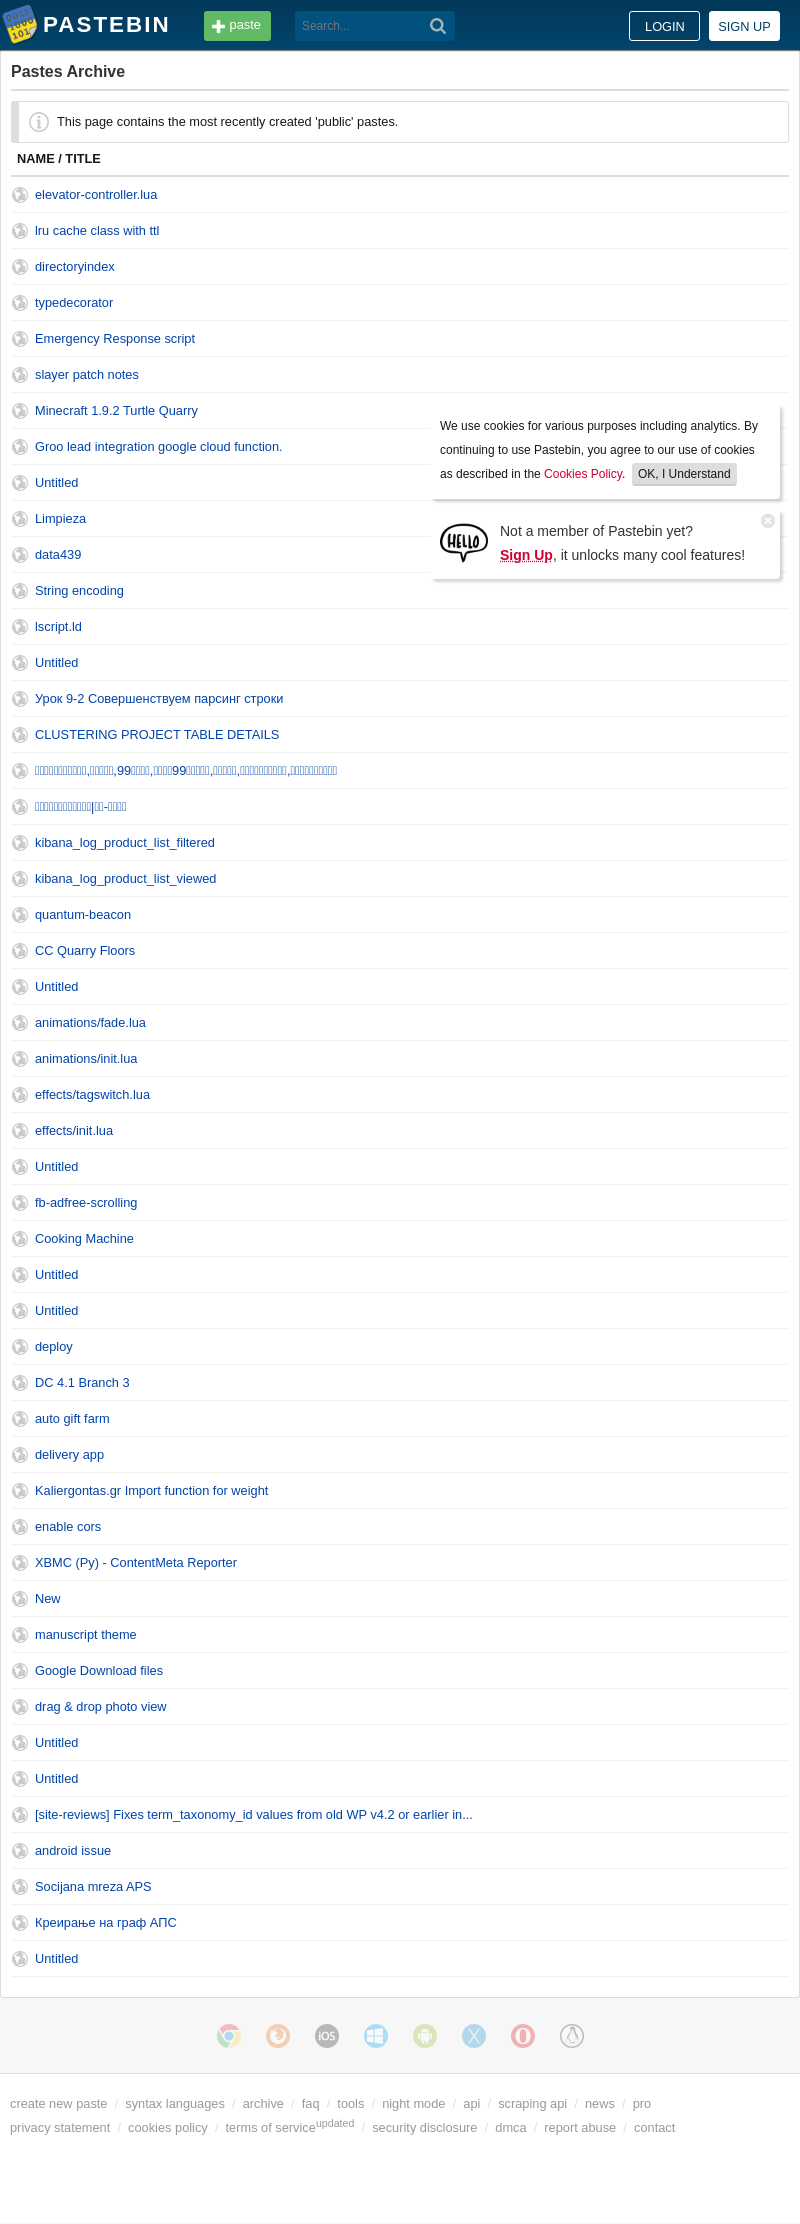 PASTEBIN
paste
Search...
LOGIN
SIGN UP
Pastes Archive
This page contains the most recently created 'public' pastes.
NAME / TITLE
elevator-controller.lua
lru cache class with ttl
directoryindex
typedecorator
Emergency Response script
slayer patch notes
Minecraft 1.9.2 Turtle Quarry
Groo lead integration google cloud function.
Untitled
Limpieza
data439
We use cookies for various purposes including analytics. By
continuing to use Pastebin, you agree to our use of cookies
as described in the Cookies Policy. OK, I Understand
HELLO
Not a member of Pastebin yet?
Sign Up, it unlocks many cool features!
String encoding
lscript.ld
Untitled
Урок 9-2 Совершенствуем парсинг строки
CLUSTERING PROJECT TABLE DETAILS
kibana_log_product_list_filtered
kibana_log_product_list_viewed
quantum-beacon
CC Quarry Floors
Untitled
animations/fade.lua
animations/init.lua
effects/tagswitch.lua
effects/init.lua
Untitled
fb-adfree-scrolling
Cooking Machine
Untitled
Untitled
deploy
DC 4.1 Branch 3
auto gift farm
delivery app
Kaliergontas.gr Import function for weight
enable cors
XBMC (Py) - ContentMeta Reporter
New
manuscript theme
Google Download files
drag & drop photo view
Untitled
Untitled
[site-reviews] Fixes term_taxonomy_id values from old WP v4.2 or earlier in...
android issue
Socijana mreza APS
Креирање на граф АПС
Untitled
iOS
create new paste / syntax languages / archive / faq / tools / night mode / api / scraping api / news / pro
privacy statement / cookies policy / terms of service updated / security disclosure / dmca / report abuse / contact